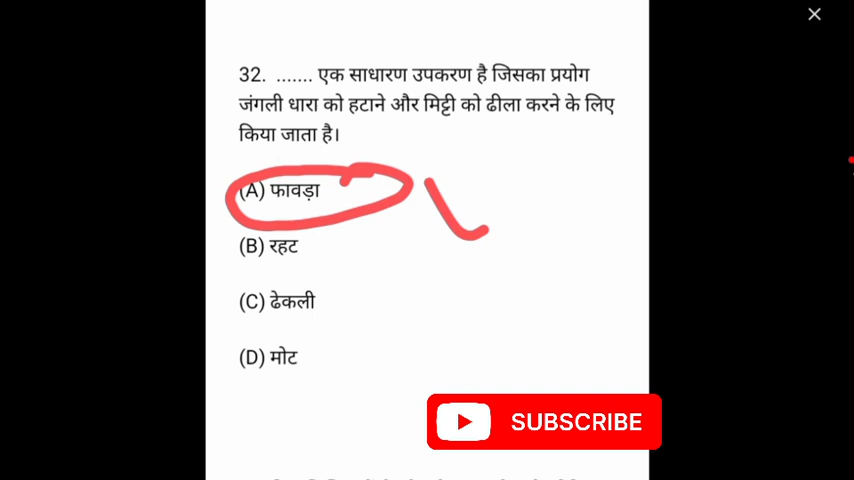 32. ....... एक साधारण उपकरण है जिसका प्रयोग
जंगली धारा को हटाने और मिट्टी को ढीला करने के लिए
किया जाता है।
(A) फावड़ा
(B) रहट
(C) ढेकली
(D) मोट
SUBSCRIBE